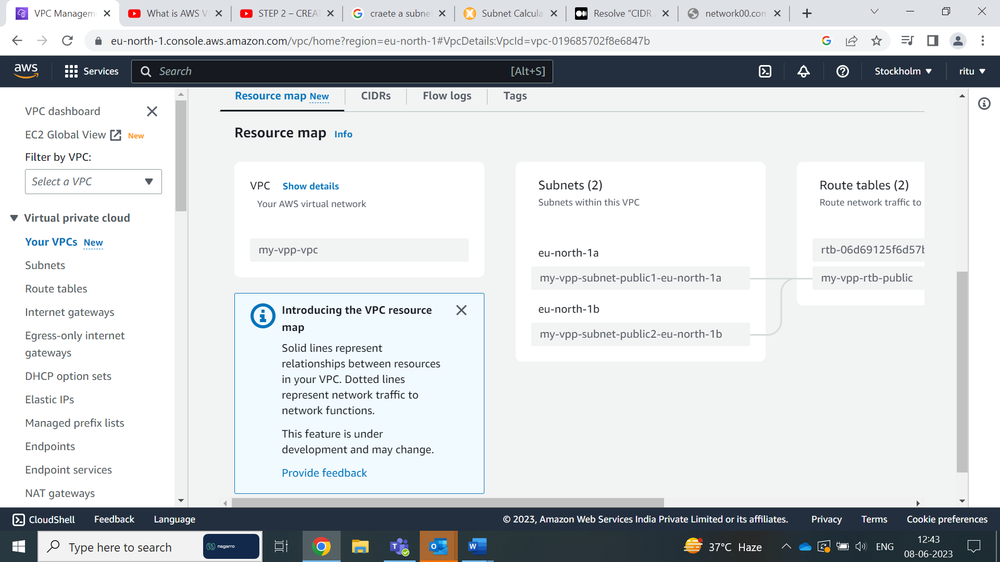 VPC Managem
What is AWS V
STEP 2 – CREAT
craete a subne
Subnet Calcula
Resolve “CIDR
network00.com
eu-north-1.console.aws.amazon.com/vpc/home?region=eu-north-1#VpcDetails:VpcId=vpc-019685702f8e6847b
aws
Services
Search
[Alt+S]
Stockholm
ritu
VPC dashboard
EC2 Global View
New
Filter by VPC:
Select a VPC
Virtual private cloud
Your VPCs New
Subnets
Route tables
Internet gateways
Egress-only internet
gateways
DHCP option sets
Elastic IPs
Managed prefix lists
Endpoints
Endpoint services
NAT gateways
Resource map New
CIDRs
Flow logs
Tags
Resource map Info
VPC Show details
Your AWS virtual network
my-vpp-vpc
Introducing the VPC resource
map
Solid lines represent
relationships between resources
in your VPC. Dotted lines
represent network traffic to
network functions.
This feature is under
development and may change.
Provide feedback
Subnets (2)
Subnets within this VPC
eu-north-1a
my-vpp-subnet-public1-eu-north-1a
eu-north-1b
my-vpp-subnet-public2-eu-north-1b
Route tables (2)
Route network traffic to
rtb-06d69125f6d57b
my-vpp-rtb-public
CloudShell
Feedback
Language
© 2023, Amazon Web Services India Private Limited or its affiliates.
Privacy
Terms
Cookie preferences
Type here to search
nagarro
37°C Haze
ENG
12:43
08-06-2023